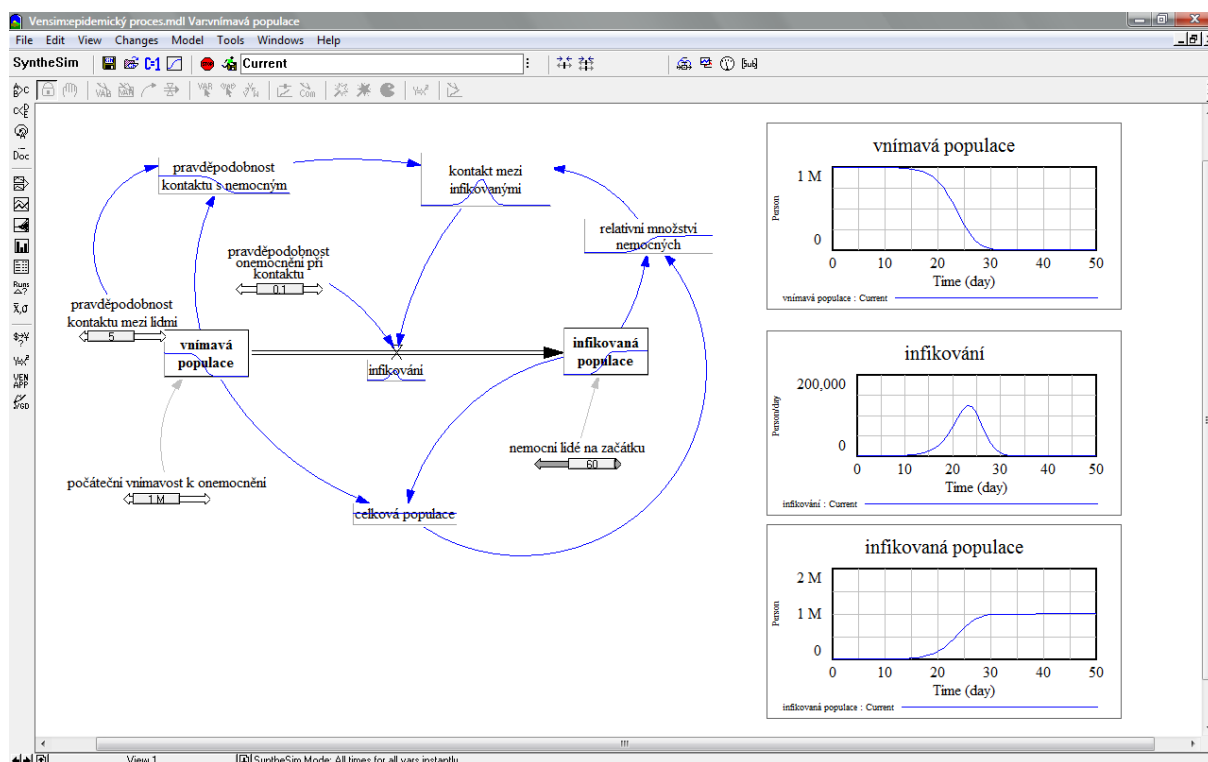 Vensim:epidemický proces.mdl Var:vnímavá populace
File Edit View Changes Model Tools Windows Help
SyntheSim Current
Doc
Runs
View 1
SyntheSim Mode: All times for all vars instantly
pravděpodobnost
kontaktu s nemocným
kontakt mezi
infikovanými
relativní množství
nemocných
pravděpodobnost
onemocnění při
kontaktu
0.1
pravděpodobnost
kontaktu mezi lidmi
5
vnímavá
populace
infikování
infikovaná
populace
nemocní lidé na začátku
60
počáteční vnímavost k onemocnění
1 M
celková populace
vnímavá populace
1 M
Person
0
0 10 20 30 40 50
Time (day)
vnímavá populace : Current
infikování
200,000
Person/day
0
0 10 20 30 40 50
Time (day)
infikování : Current
infikovaná populace
2 M
1 M
Person
0
0 10 20 30 40 50
Time (day)
infikovaná populace : Current